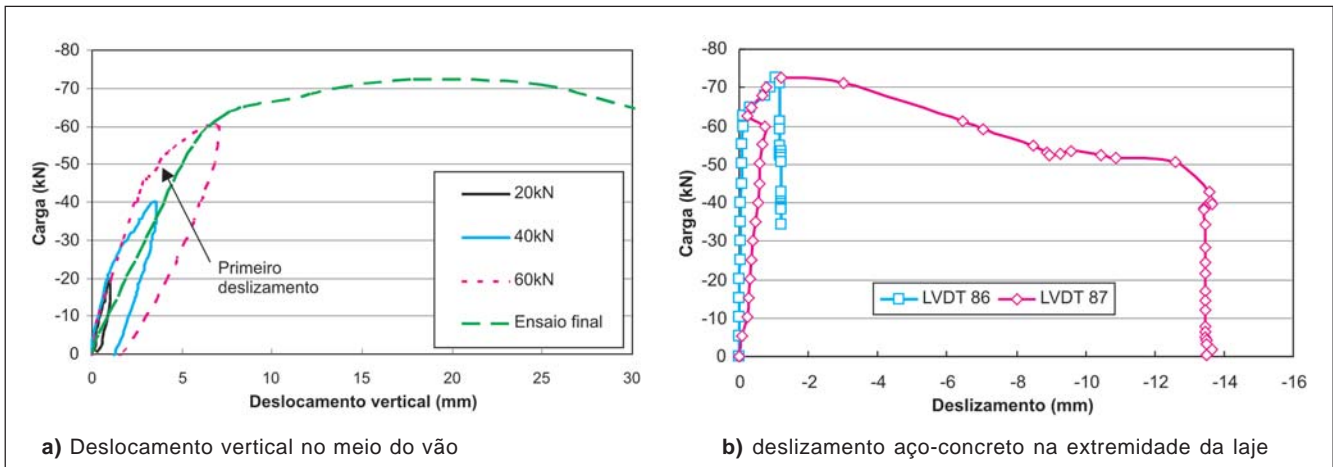 -80
-70
-60
-50
-40
-30
-20
-10
0
Carga (kN)
0
5
10
15
20
25
30
Deslocamento vertical (mm)
Primeiro
deslizamento
20kN
40kN
60kN
Ensaio final
a) Deslocamento vertical no meio do vão
-80
-70
-60
-50
-40
-30
-20
-10
0
Carga (kN)
0
-2
-4
-6
-8
-10
-12
-14
-16
Deslizamento (mm)
LVDT 86
LVDT 87
b) deslizamento aço-concreto na extremidade da laje